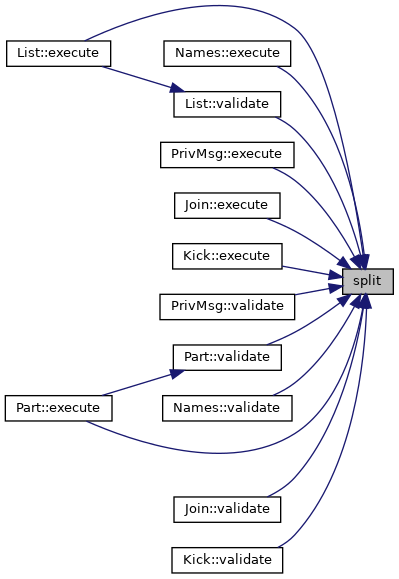 List::execute
Names::execute
List::validate
PrivMsg::execute
Join::execute
Kick::execute
split
PrivMsg::validate
Part::validate
Part::execute
Names::validate
Join::validate
Kick::validate